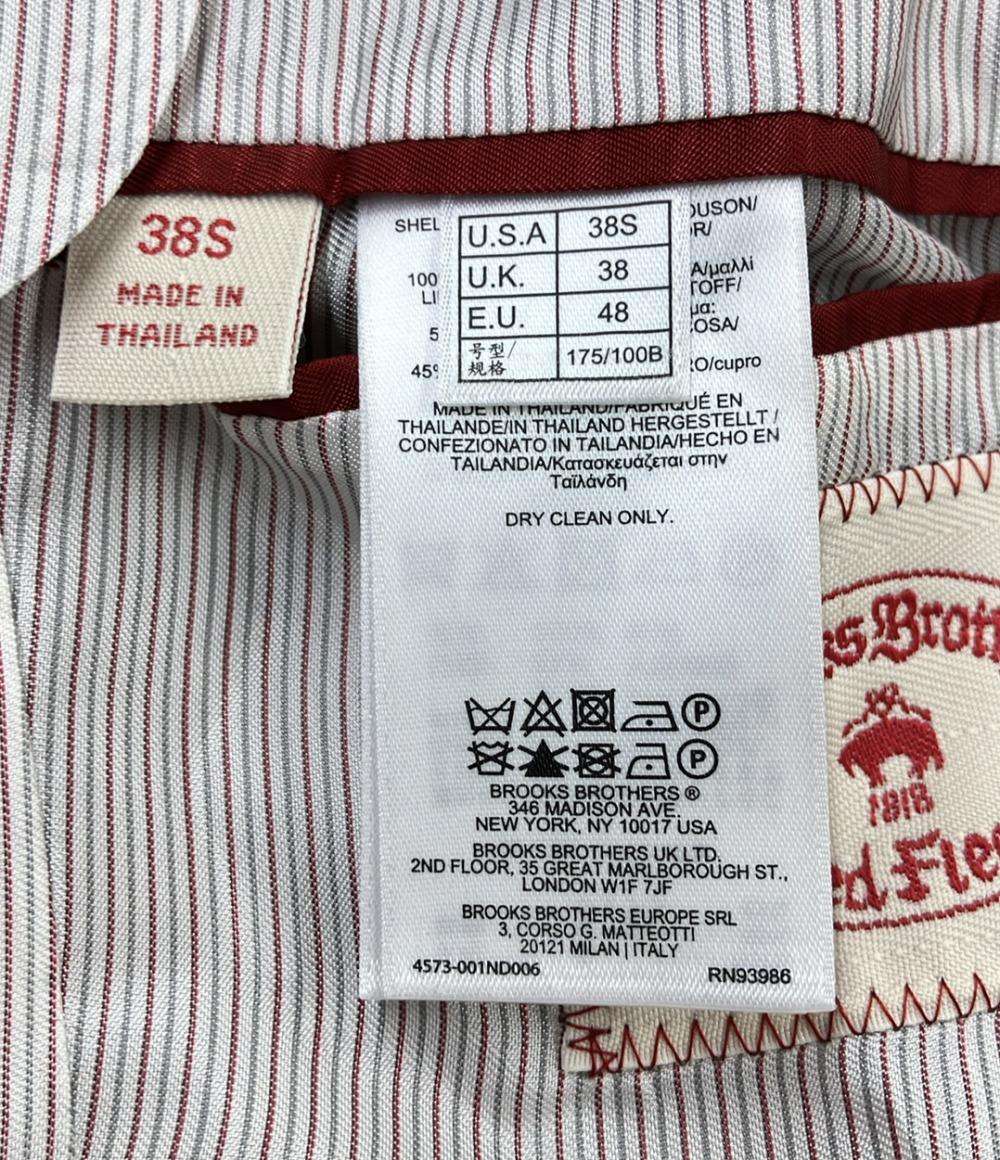 38S
MADE IN
THAILAND
SHEL
100
LI
5
45%
U.S.A 38S
U.K. 38
E.U. 48
号型/规格 175/100B
OUSON/
OR/
A/μαλλί
TOFF/
μα:
OSA/
RO/cupro
MADE IN THAILAND/FABRIQUÉ EN
THAILANDE/IN THAILAND HERGESTELLT /
CONFEZIONATO IN TAILANDIA/HECHO EN
TAILANDIA/Κατασκευάζεται στην
Ταϊλάνδη
DRY CLEAN ONLY.
P
P
BROOKS BROTHERS ®
346 MADISON AVE.
NEW YORK, NY 10017 USA
BROOKS BROTHERS UK LTD.
2ND FLOOR, 35 GREAT MARLBOROUGH ST.,
LONDON W1F 7JF
BROOKS BROTHERS EUROPE SRL
3, CORSO G. MATTEOTTI
20121 MILAN | ITALY
4573-001ND006 RN93986
ks Broth
1818
d Flee